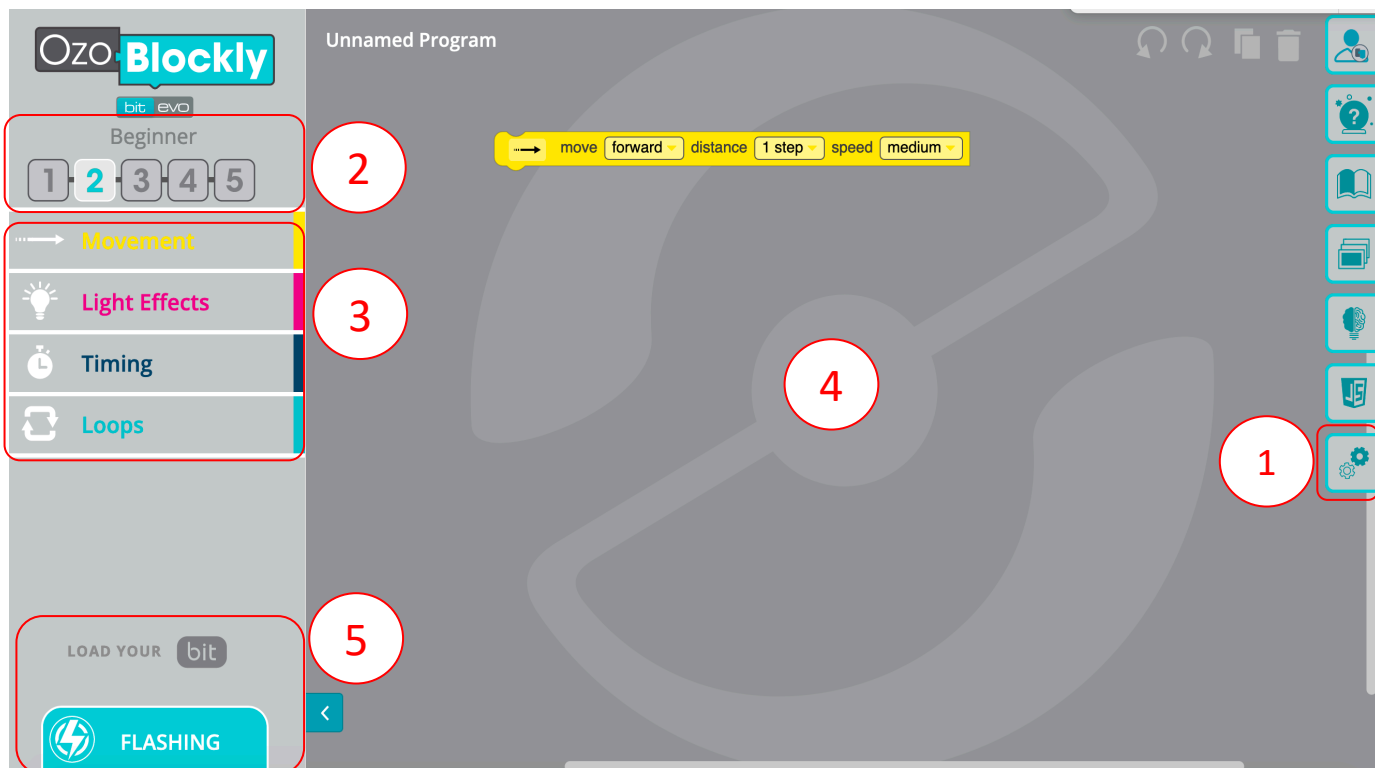 Ozo Blockly
bit evo
Beginner
1 2 3 4 5
Movement
Light Effects
Timing
Loops
LOAD YOUR bit
FLASHING
Unnamed Program
move forward distance 1 step speed medium
2
3
4
5
1
?
JS